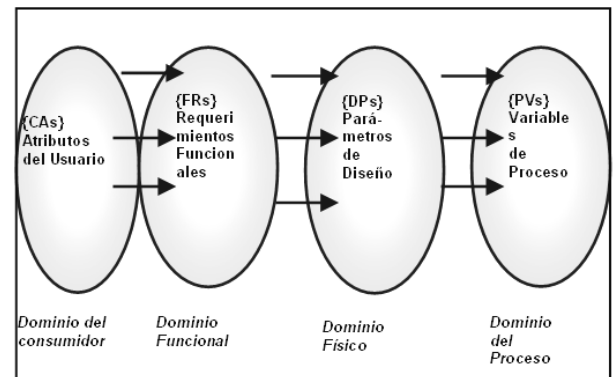 {CAs}
Atributos
del Usuario
{FRs}
Requeri
mientos
Funcion
ales
{DPs}
Pará-
metros
de
Diseño
{PVs}
Variable
s
de
Proceso
Dominio del
consumidor
Dominio
Funcional
Dominio
Físico
Dominio
del
Proceso